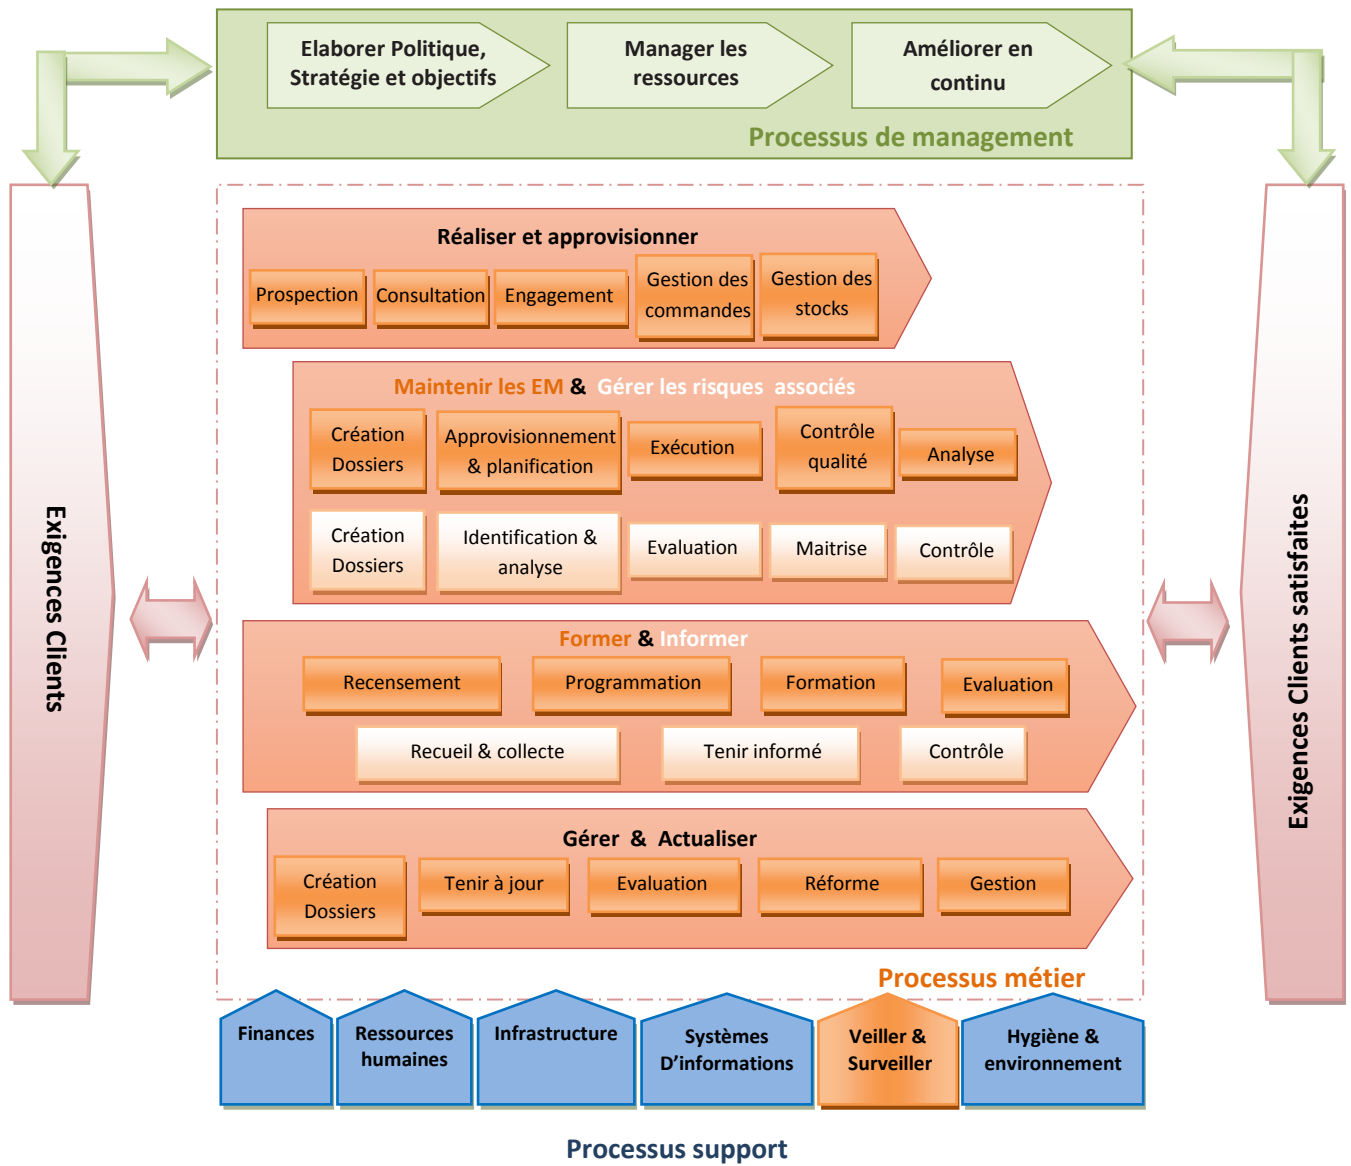 Elaborer Politique,
Stratégie et objectifs
Manager les
ressources
Améliorer en
continu
Processus de management
Exigences Clients
Réaliser et approvisionner
Prospection
Consultation
Engagement
Gestion des
commandes
Gestion des
stocks
Maintenir les EM & Gérer les risques associés
Création
Dossiers
Approvisionnement
& planification
Exécution
Contrôle
qualité
Analyse
Création
Dossiers
Identification &
analyse
Evaluation
Maitrise
Contrôle
Former & Informer
Recensement
Programmation
Formation
Evaluation
Recueil & collecte
Tenir informé
Contrôle
Gérer & Actualiser
Création
Dossiers
Tenir à jour
Evaluation
Réforme
Gestion
Processus métier
Exigences Clients satisfaites
Finances
Ressources
humaines
Infrastructure
Systèmes
D’informations
Veiller &
Surveiller
Hygiène &
environnement
Processus support